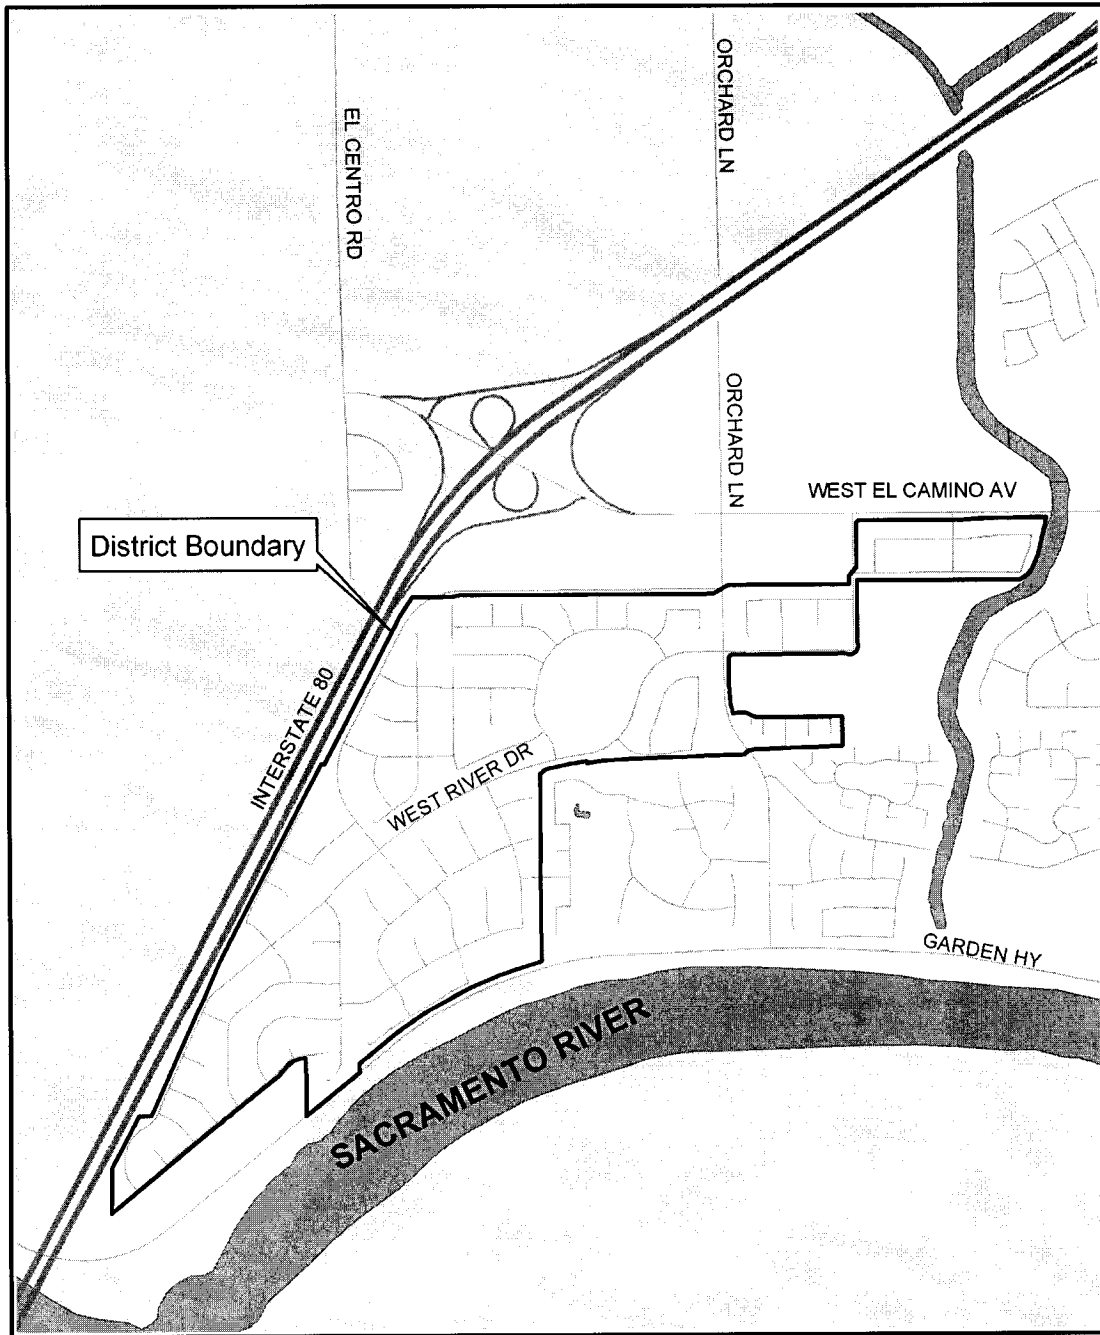 ORCHARD LN
EL CENTRO RD
ORCHARD LN
WEST EL CAMINO AV
District Boundary
INTERSTATE 80
WEST RIVER DR
GARDEN HY
SACRAMENTO RIVER